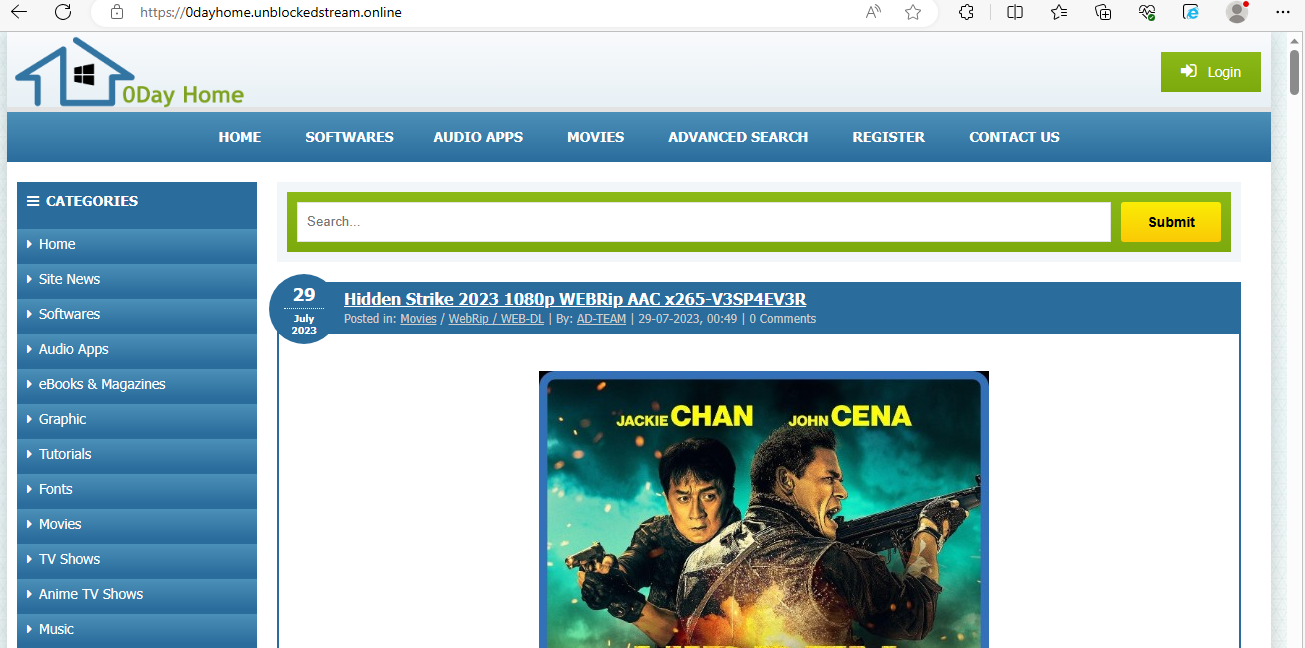 https://0dayhome.unblockedstream.online
0Day Home
Login
HOME SOFTWARES AUDIO APPS MOVIES ADVANCED SEARCH REGISTER CONTACT US
CATEGORIES
Home
Site News
Softwares
Audio Apps
eBooks & Magazines
Graphic
Tutorials
Fonts
Movies
TV Shows
Anime TV Shows
Music
Search...
Submit
29
July
2023
Hidden Strike 2023 1080p WEBRip AAC x265-V3SP4EV3R
Posted in: Movies / WebRip / WEB-DL | By: AD-TEAM | 29-07-2023, 00:49 | 0 Comments
JACKIE CHAN JOHN CENA